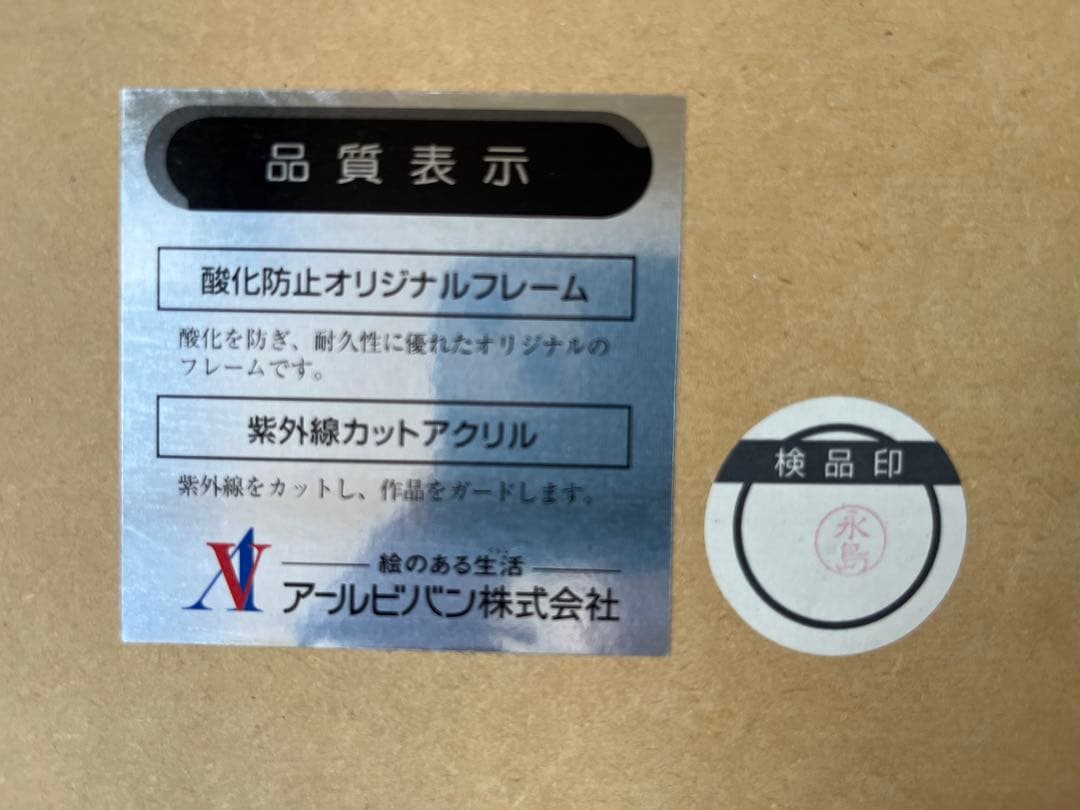 品質表示
酸化防止オリジナルフレーム
酸化を防ぎ、耐久性に優れたオリジナルの
フレームです。
紫外線カットアクリル
紫外線をカットし、作品をガードします。
絵のある生活
アールビバン株式会社
検品印
永島